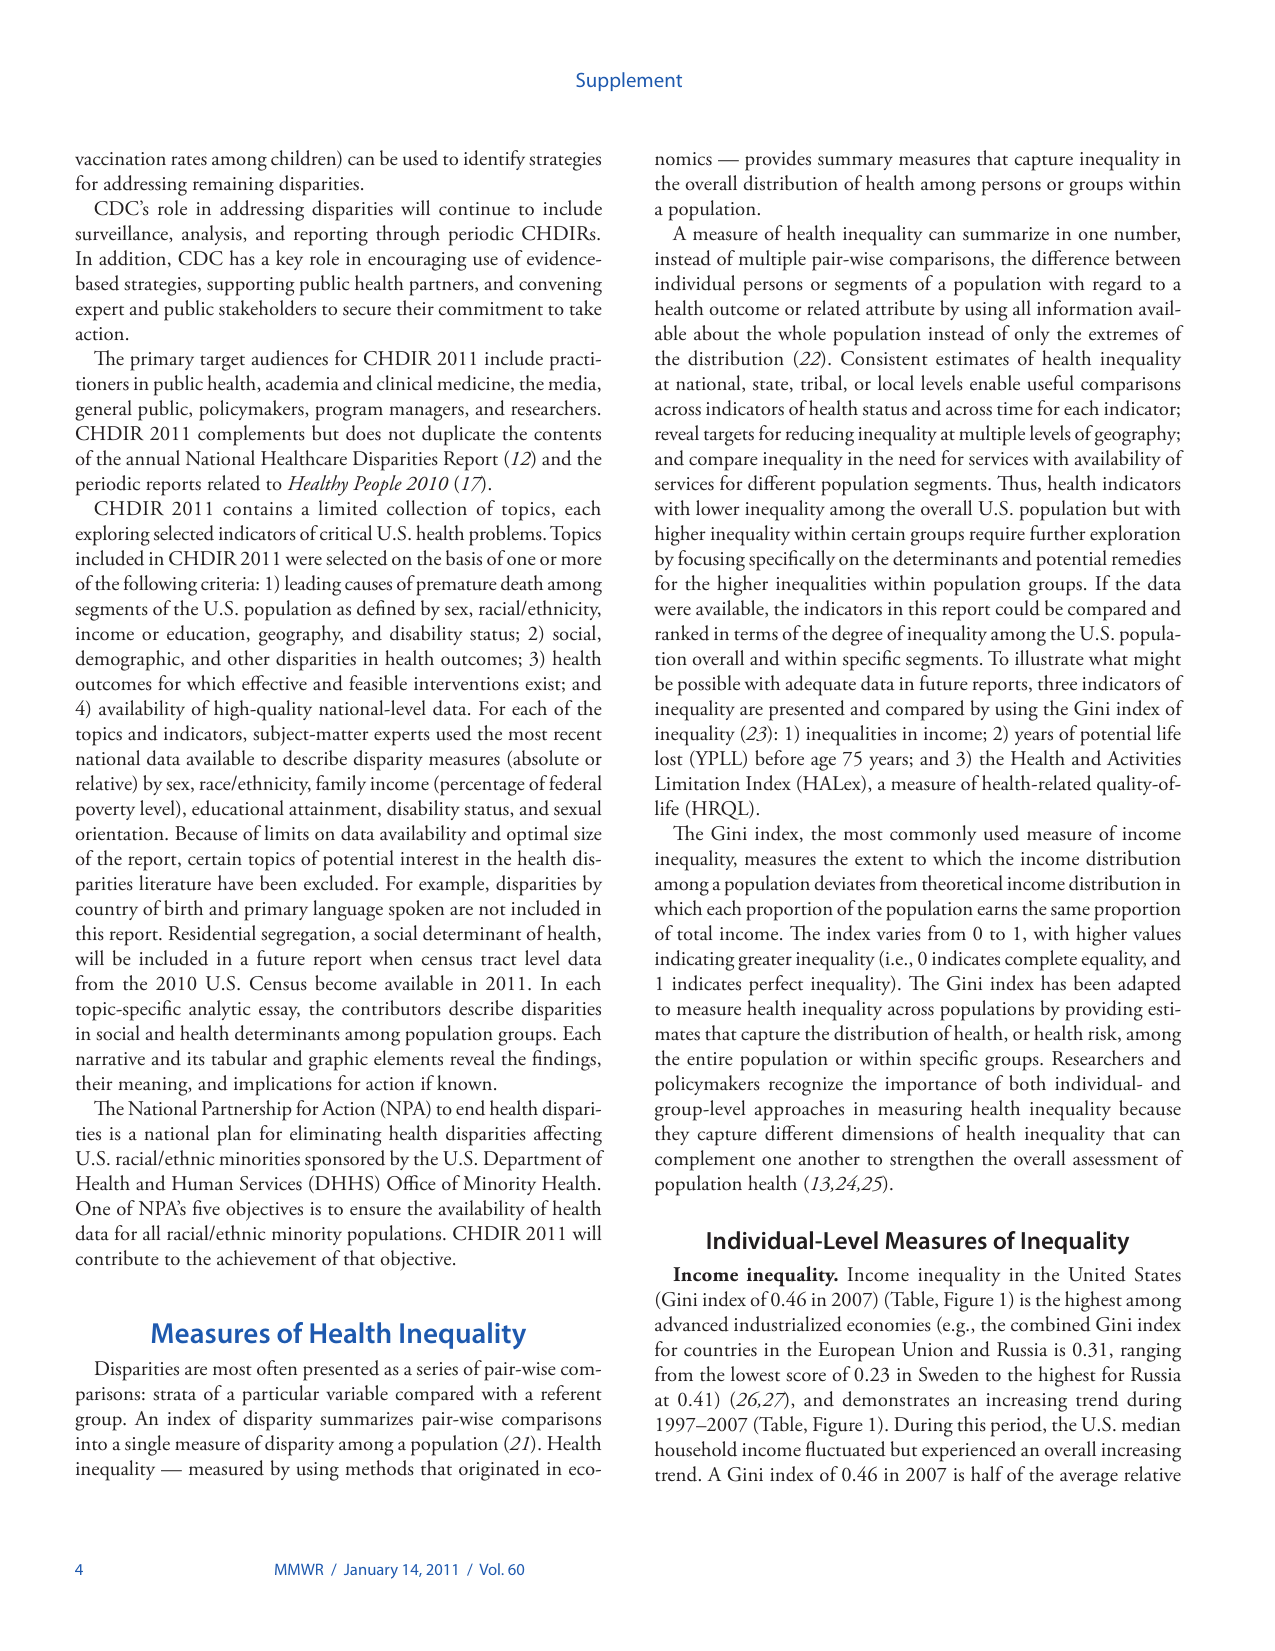 Supplement
vaccination rates among children) can be used to identify strategies
for addressing remaining disparities.
CDC's role in addressing disparities will continue to include
surveillance, analysis, and reporting through periodic CHDIRs.
In addition, CDC has a key role in encouraging use of evidence-
based strategies, supporting public health partners, and convening
expert and public stakeholders to secure their commitment to take
action.
The primary target audiences for CHDIR 2011 include practi-
tioners in public health, academia and clinical medicine, the media,
general public, policymakers, program managers, and researchers.
CHDIR 2011 complements but does not duplicate the contents
of the annual National Healthcare Disparities Report (12) and the
periodic reports related to Healthy People 2010 (17).
CHDIR 2011 contains a limited collection of topics, each
exploring selected indicators of critical U.S. health problems. Topics
included in CHDIR 2011 were selected on the basis of one or more
of the following criteria: 1) leading causes of premature death among
segments of the U.S. population as defined by sex, racial/ethnicity,
income or education, geography, and disability status; 2) social,
demographic, and other disparities in health outcomes; 3) health
outcomes for which effective and feasible interventions exist; and
4) availability of high-quality national-level data. For each of the
topics and indicators, subject-matter experts used the most recent
national data available to describe disparity measures (absolute or
relative) by sex, race/ethnicity, family income (percentage of federal
poverty level), educational attainment, disability status, and sexual
orientation. Because of limits on data availability and optimal size
of the report, certain topics of potential interest in the health dis-
parities literature have been excluded. For example, disparities by
country of birth and primary language spoken are not included in
this report. Residential segregation, a social determinant of health,
will be included in a future report when census tract level data
from the 2010 U.S. Census become available in 2011. In each
topic-specific analytic essay, the contributors describe disparities
in social and health determinants among population groups. Each
narrative and its tabular and graphic elements reveal the findings,
their meaning, and implications for action if known.
The National Partnership for Action (NPA) to end health dispari-
ties is a national plan for eliminating health disparities affecting
U.S. racial/ethnic minorities sponsored by the U.S. Department of
Health and Human Services (DHHS) Office of Minority Health.
One of NPA's five objectives is to ensure the availability of health
data for all racial/ethnic minority populations. CHDIR 2011 will
contribute to the achievement of that objective.
Measures of Health Inequality
Disparities are most often presented as a series of pair-wise com-
parisons: strata of a particular variable compared with a referent
group. An index of disparity summarizes pair-wise comparisons
into a single measure of disparity among a population (21). Health
inequality — measured by using methods that originated in eco-
nomics — provides summary measures that capture inequality in
the overall distribution of health among persons or groups within
a population.
A measure of health inequality can summarize in one number,
instead of multiple pair-wise comparisons, the difference between
individual persons or segments of a population with regard to a
health outcome or related attribute by using all information avail-
able about the whole population instead of only the extremes of
the distribution (22). Consistent estimates of health inequality
at national, state, tribal, or local levels enable useful comparisons
across indicators of health status and across time for each indicator;
reveal targets for reducing inequality at multiple levels of geography;
and compare inequality in the need for services with availability of
services for different population segments. Thus, health indicators
with lower inequality among the overall U.S. population but with
higher inequality within certain groups require further exploration
by focusing specifically on the determinants and potential remedies
for the higher inequalities within population groups. If the data
were available, the indicators in this report could be compared and
ranked in terms of the degree of inequality among the U.S. popula-
tion overall and within specific segments. To illustrate what might
be possible with adequate data in future reports, three indicators of
inequality are presented and compared by using the Gini index of
inequality (23): 1) inequalities in income; 2) years of potential life
lost (YPLL) before age 75 years; and 3) the Health and Activities
Limitation Index (HALex), a measure of health-related quality-of-
life (HRQL).
The Gini index, the most commonly used measure of income
inequality, measures the extent to which the income distribution
among a population deviates from theoretical income distribution in
which each proportion of the population earns the same proportion
of total income. The index varies from 0 to 1, with higher values
indicating greater inequality (i.e., 0 indicates complete equality, and
1 indicates perfect inequality). The Gini index has been adapted
to measure health inequality across populations by providing esti-
mates that capture the distribution of health, or health risk, among
the entire population or within specific groups. Researchers and
policymakers recognize the importance of both individual- and
group-level approaches in measuring health inequality because
they capture different dimensions of health inequality that can
complement one another to strengthen the overall assessment of
population health (13,24,25).
Individual-Level Measures of Inequality
Income inequality. Income inequality in the United States
(Gini index of 0.46 in 2007) (Table, Figure 1) is the highest among
advanced industrialized economies (e.g., the combined Gini index
for countries in the European Union and Russia is 0.31, ranging
from the lowest score of 0.23 in Sweden to the highest for Russia
at 0.41) (26,27), and demonstrates an increasing trend during
1997–2007 (Table, Figure 1). During this period, the U.S. median
household income fluctuated but experienced an overall increasing
trend. A Gini index of 0.46 in 2007 is half of the average relative
4
MMWR / January 14, 2011 / Vol. 60